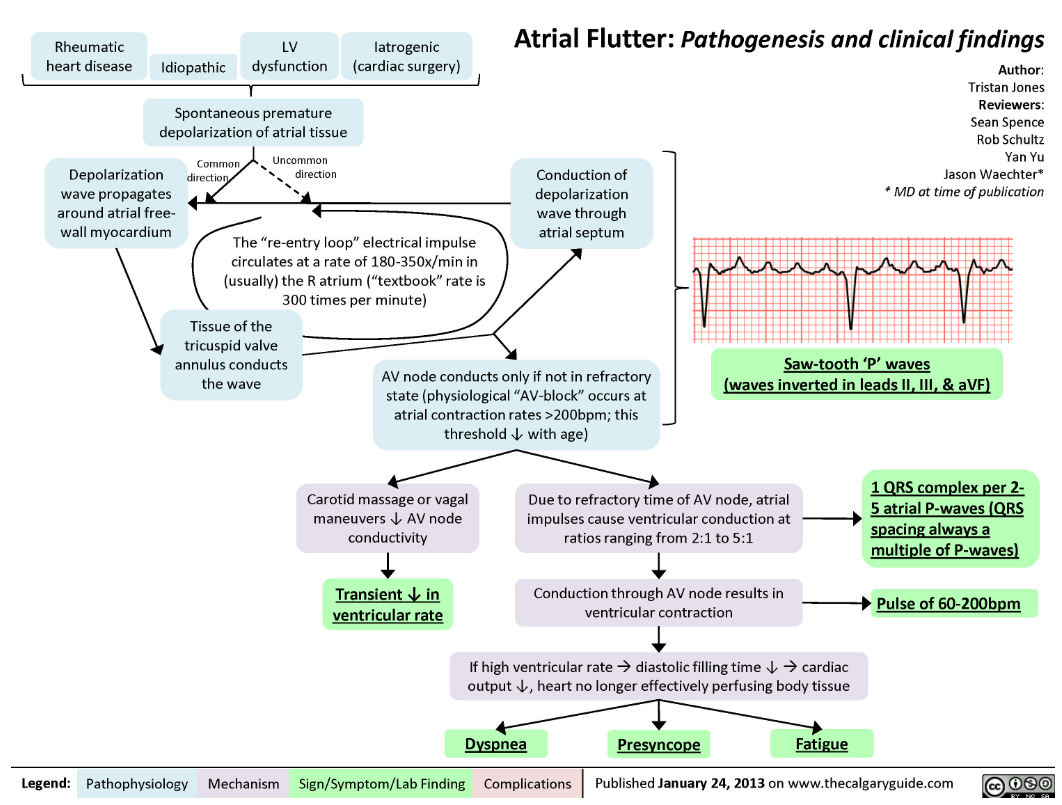 Atrial Flutter: Pathogenesis and clinical findings
Author:
Tristan Jones
Reviewers:
Sean Spence
Rob Schultz
Yan Yu
Jason Waechter*
* MD at time of publication
Rheumatic
heart disease
Idiopathic
LV
dysfunction
Iatrogenic
(cardiac surgery)
Spontaneous premature
depolarization of atrial tissue
Common
direction
Uncommon
direction
Depolarization
wave propagates
around atrial free-
wall myocardium
Conduction of
depolarization
wave through
atrial septum
The “re-entry loop” electrical impulse
circulates at a rate of 180-350x/min in
(usually) the R atrium (“textbook” rate is
300 times per minute)
Tissue of the
tricuspid valve
annulus conducts
the wave
AV node conducts only if not in refractory
state (physiological “AV-block” occurs at
atrial contraction rates >200bpm; this
threshold ↓ with age)
Saw-tooth ‘P’ waves
(waves inverted in leads II, III, & aVF)
Carotid massage or vagal
maneuvers ↓ AV node
conductivity
Due to refractory time of AV node, atrial
impulses cause ventricular conduction at
ratios ranging from 2:1 to 5:1
1 QRS complex per 2-
5 atrial P-waves (QRS
spacing always a
multiple of P-waves)
Transient ↓ in
ventricular rate
Conduction through AV node results in
ventricular contraction
Pulse of 60-200bpm
If high ventricular rate → diastolic filling time ↓ → cardiac
output ↓, heart no longer effectively perfusing body tissue
Dyspnea
Presyncope
Fatigue
Legend: Pathophysiology Mechanism Sign/Symptom/Lab Finding Complications Published January 24, 2013 on www.thecalgaryguide.com
cc
BY NC SA